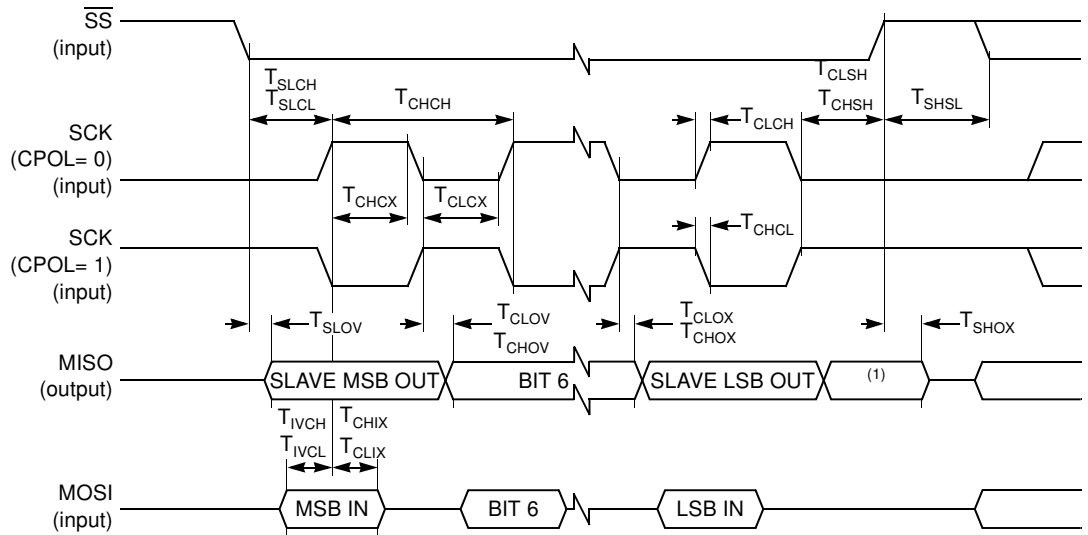 SS
(input)
TSLCH
TSLCL
TCHCH
TCLSH
TCHSH
TSHSL
TCLCH
SCK
(CPOL= 0)
(input)
TCHCX
TCLCX
TCHCL
SCK
(CPOL= 1)
(input)
TSLOV
TCLOV
TCHOV
TCLOX
TCHOX
TSHOX
MISO
(output)
SLAVE MSB OUT
BIT 6
SLAVE LSB OUT
(1)
TIVCH
TIVCL
TCHIX
TCLIX
MOSI
(input)
MSB IN
BIT 6
LSB IN